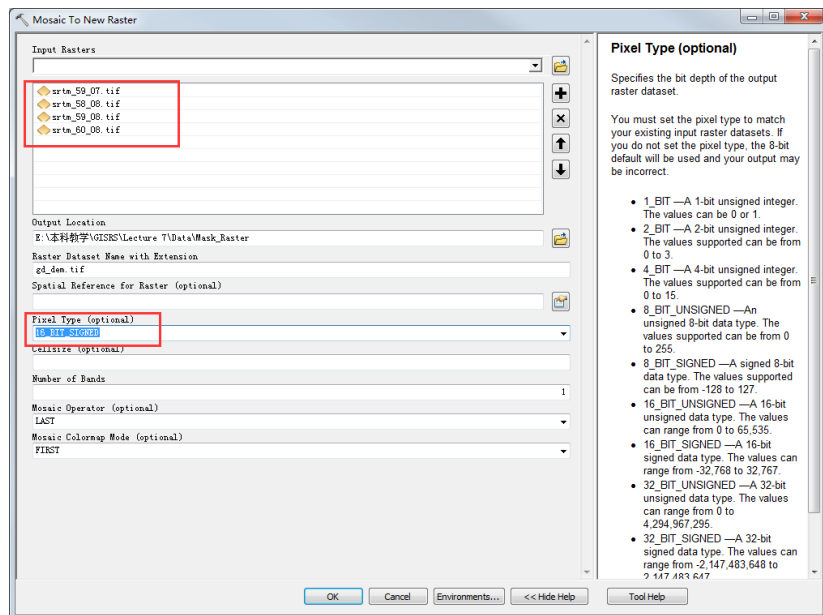 Mosaic To New Raster
Input Rasters
srtm_59_07.tif
srtm_58_08.tif
srtm_59_08.tif
srtm_60_08.tif
Output Location
E:\本科教学\GISRS\Lecture 7\Data\Mask_Raster
Raster Dataset Name with Extension
gd_dem.tif
Spatial Reference for Raster (optional)
Pixel Type (optional)
16_BIT_SIGNED
Cellsize (optional)
Number of Bands
1
Mosaic Operator (optional)
LAST
Mosaic Colormap Mode (optional)
FIRST
OK
Cancel
Environments...
<< Hide Help
Tool Help
Pixel Type (optional)
Specifies the bit depth of the output
raster dataset.
You must set the pixel type to match
your existing input raster datasets. If
you do not set the pixel type, the 8-bit
default will be used and your output may
be incorrect.
• 1_BIT —A 1-bit unsigned integer.
The values can be 0 or 1.
• 2_BIT —A 2-bit unsigned integer.
The values supported can be from
0 to 3.
• 4_BIT —A 4-bit unsigned integer.
The values supported can be from
0 to 15.
• 8_BIT_UNSIGNED —An
unsigned 8-bit data type. The
values supported can be from 0
to 255.
• 8_BIT_SIGNED —A signed 8-bit
data type. The values supported
can be from -128 to 127.
• 16_BIT_UNSIGNED —A 16-bit
unsigned data type. The values
can range from 0 to 65,535.
• 16_BIT_SIGNED —A 16-bit
signed data type. The values can
range from -32,768 to 32,767.
• 32_BIT_UNSIGNED —A 32-bit
unsigned data type. The values
can range from 0 to
4,294,967,295.
• 32_BIT_SIGNED —A 32-bit
signed data type. The values can
range from -2,147,483,648 to
2,147,483,647.